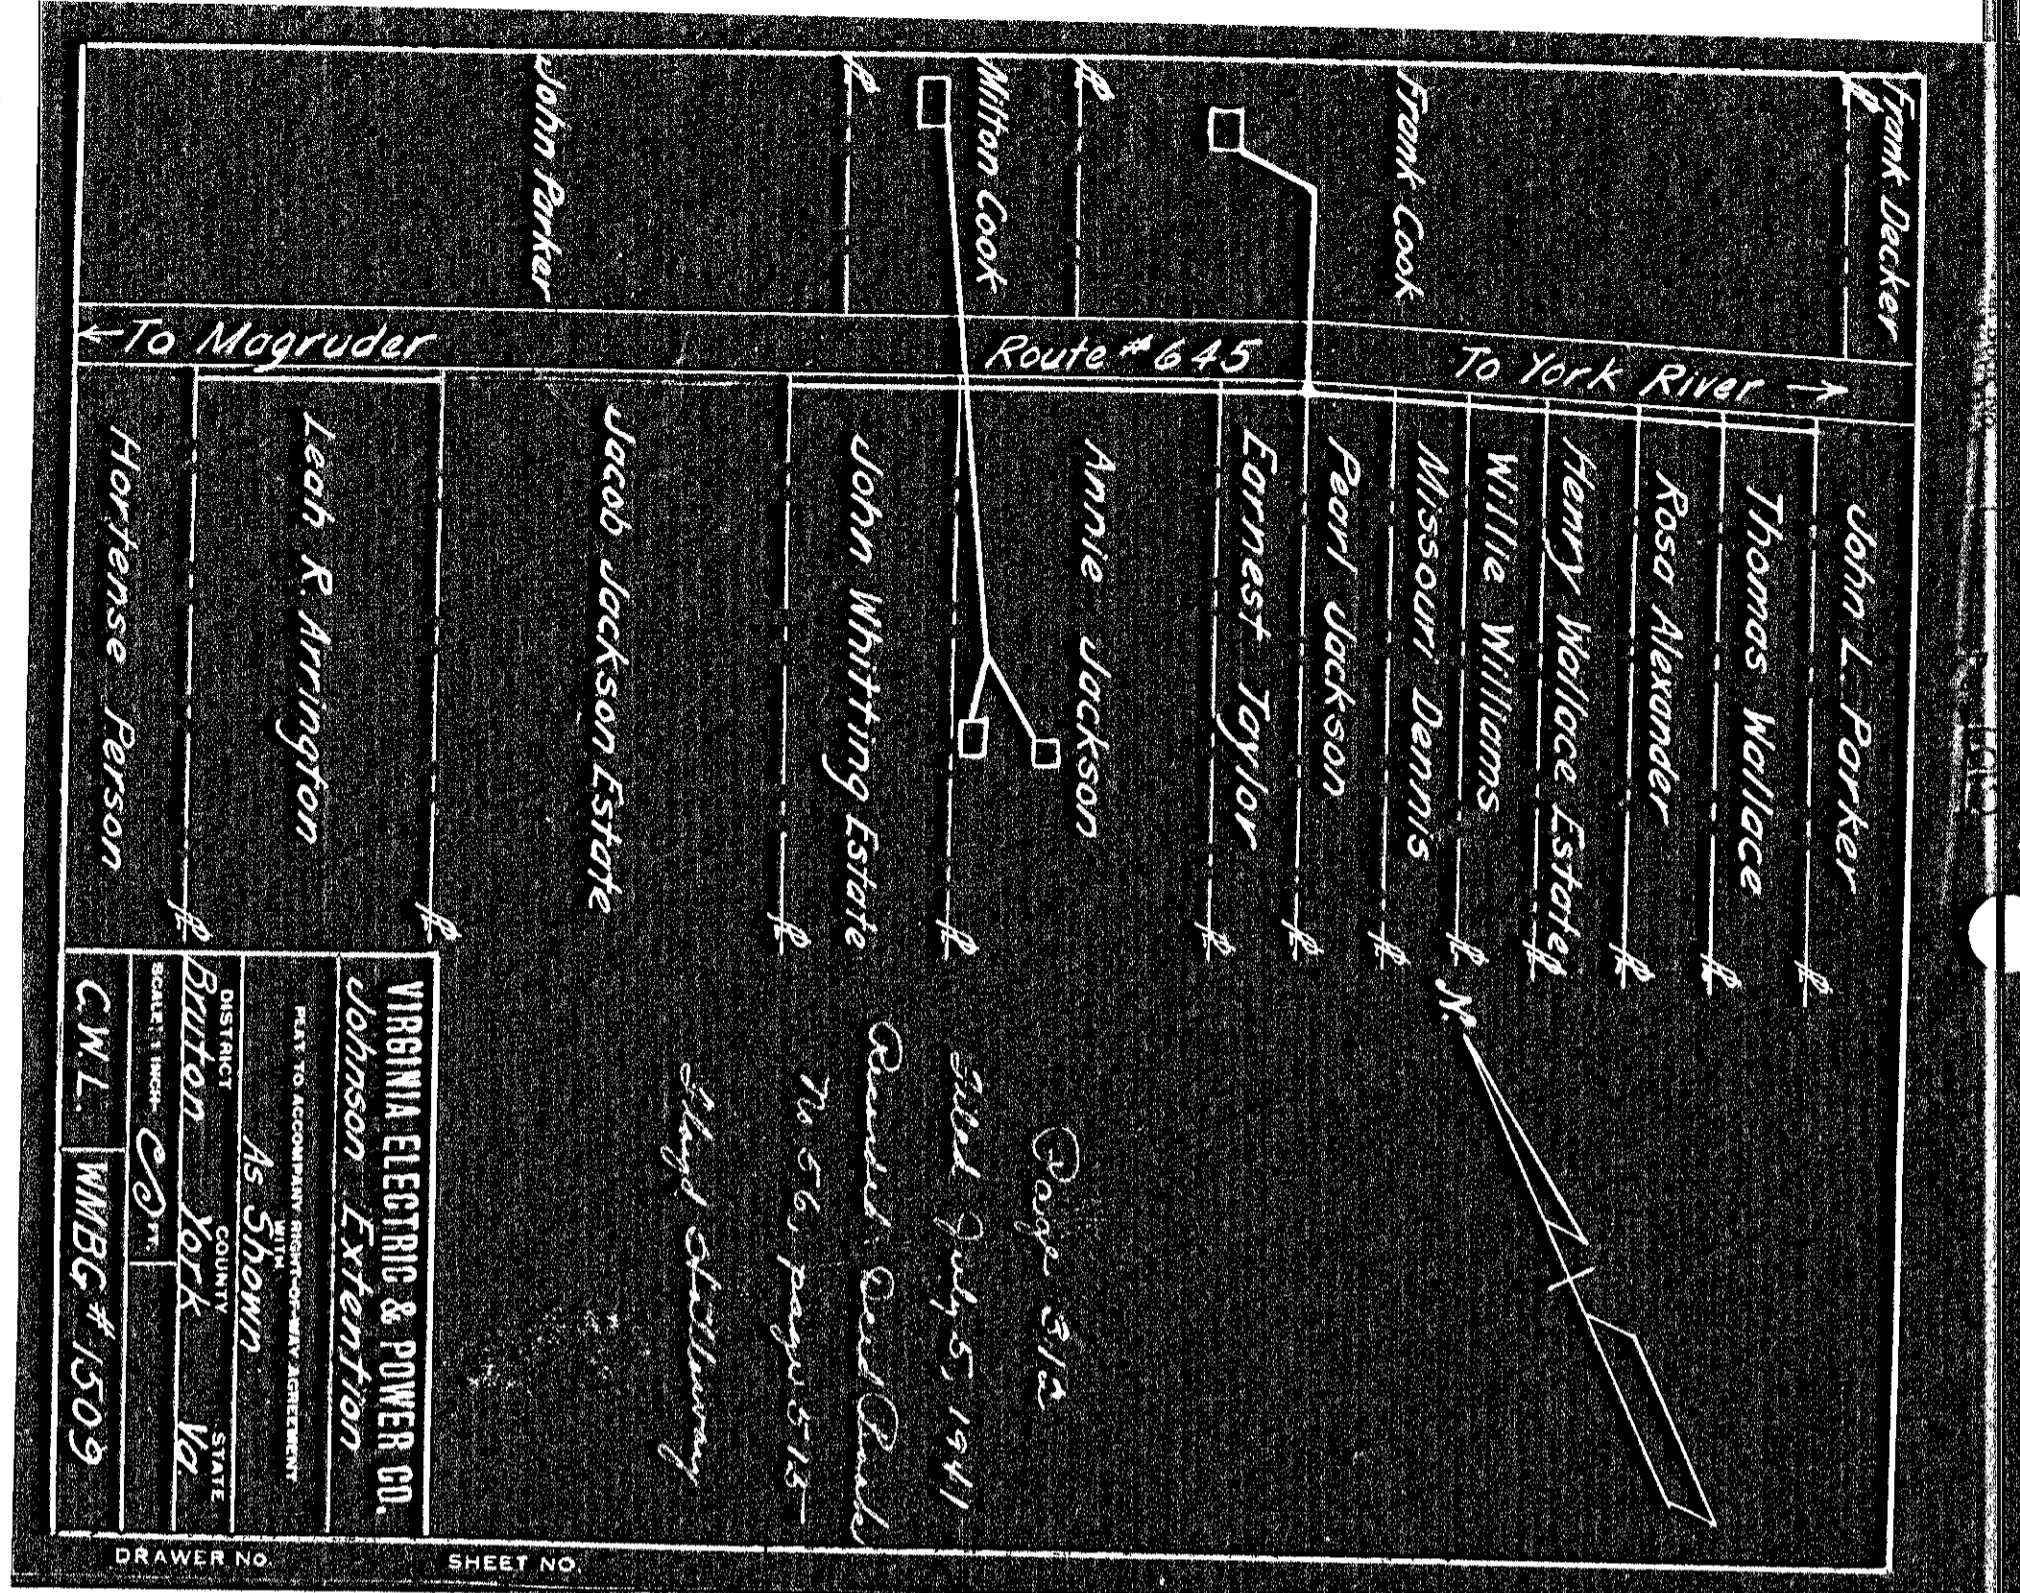 Frank Decker
Frank Cook
Milton Cook
John Parker
← To Magruder
Route #645
To York River →
John L. Parker
Thomas Wallace
Rosa Alexander
Henry Wallace Estate
Willie Williams
Missouri Dennis
Pearl Jackson
Earnest Taylor
Annie Jackson
John Whitting Estate
Jacob Jackson Estate
Leah R. Arrington
Hortense Person
N.
Page 312
Filed July 5, 1941
Deed
No 56, page 515
VIRGINIA ELECTRIC & POWER CO.
Johnson Extention
PLAT TO ACCOMPANY RIGHT-OF-WAY AGREEMENT
WITH
As Shown
DISTRICT COUNTY STATE
Bruton York Va.
SCALE: 1 INCH= FT.
C.W.L. WMBG #1509
DRAWER NO. SHEET NO.